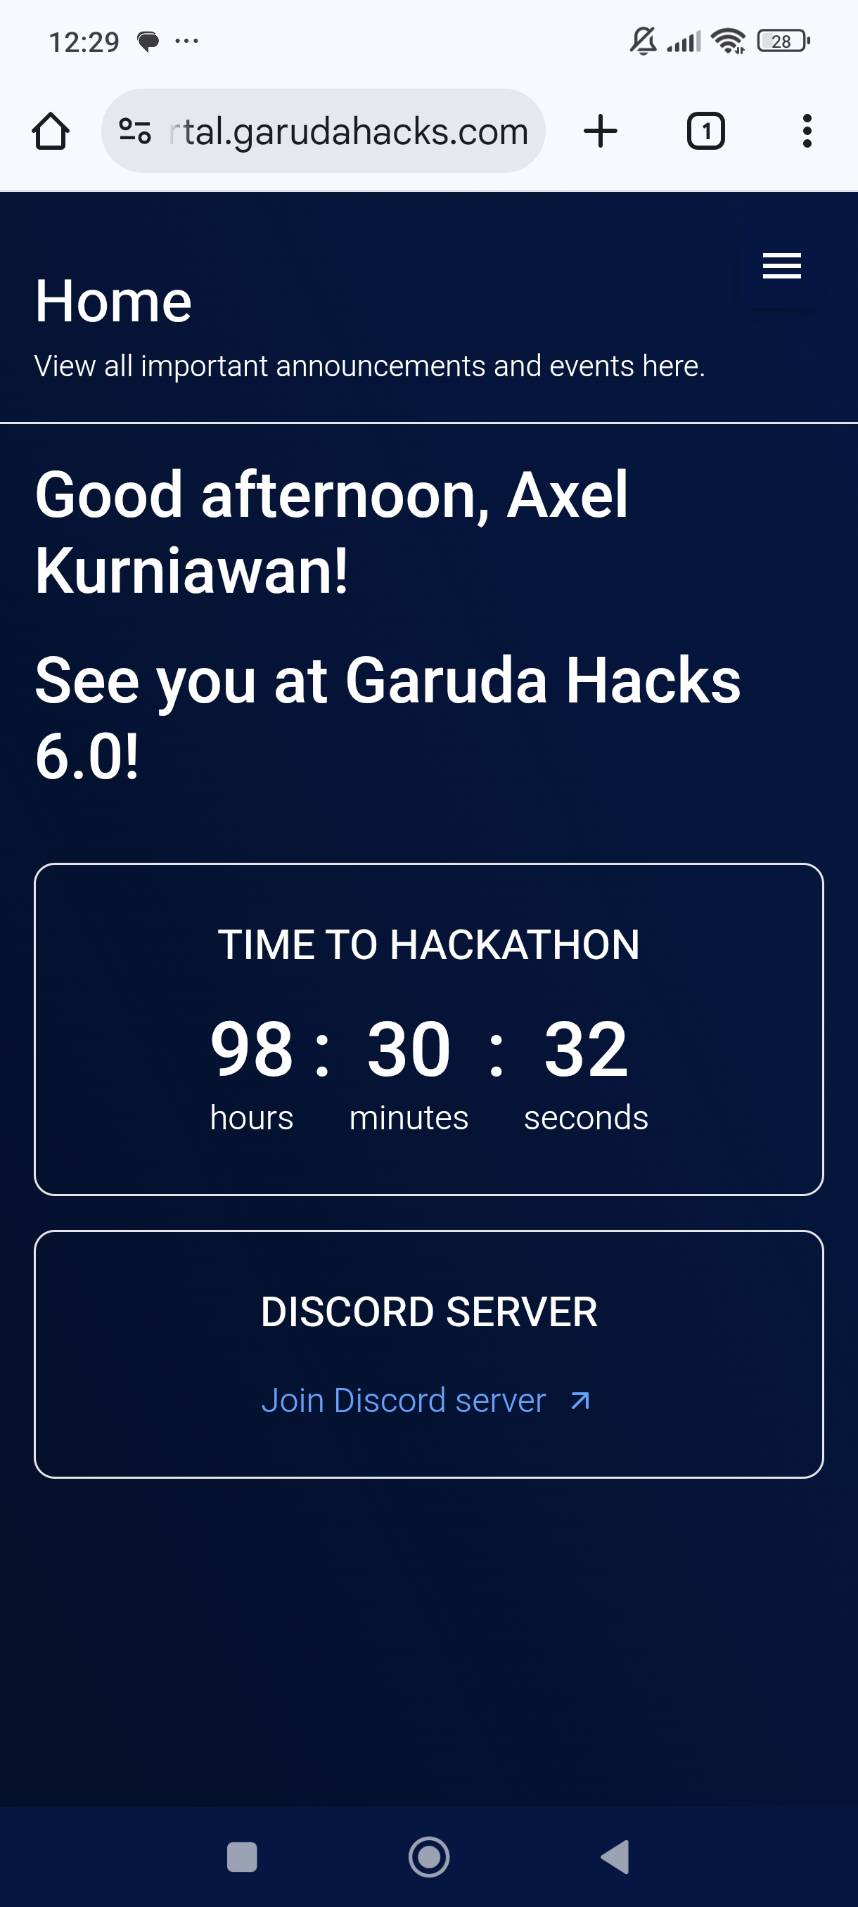 12:29
28
rtal.garudahacks.com
1
Home
View all important announcements and events here.
Good afternoon, Axel
Kurniawan!
See you at Garuda Hacks
6.0!
TIME TO HACKATHON
98 : 30 : 32
hours minutes seconds
DISCORD SERVER
Join Discord server